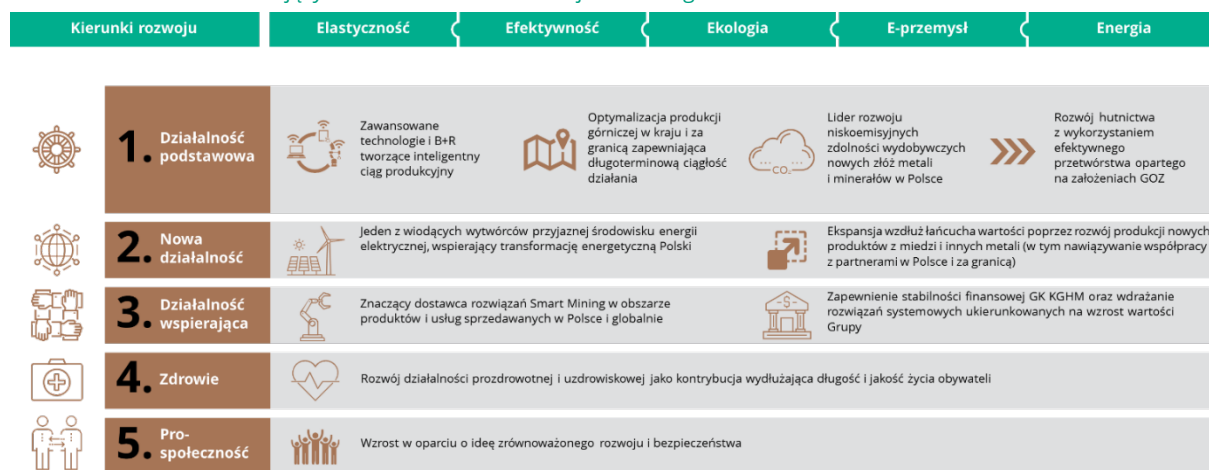 Kierunki rozwoju
Elastyczność
Efektywność
Ekologia
E-przemysł
Energia
1. Działalność
podstawowa
Zawansowane
technologie i B+R
tworzące inteligentny
ciąg produkcyjny
Optymalizacja produkcji
górniczej w kraju i za
granicą zapewniająca
długoterminową ciągłość
działania
CO₂
Lider rozwoju
niskoemisyjnych
zdolności wydobywczych
nowych złóż metali
i minerałów w Polsce
Rozwój hutnictwa
z wykorzystaniem
efektywnego
przetwórstwa opartego
na założeniach GOZ
2. Nowa
działalność
Jeden z wiodących wytwórców przyjaznej środowisku energii
elektrycznej, wspierający transformację energetyczną Polski
Ekspansja wzdłuż łańcucha wartości poprzez rozwój produkcji nowych
produktów z miedzi i innych metali (w tym nawiązywanie współpracy
z partnerami w Polsce i za granicą)
3. Działalność
wspierająca
Znaczący dostawca rozwiązań Smart Mining w obszarze
produktów i usług sprzedawanych w Polsce i globalnie
-$-
Zapewnienie stabilności finansowej GK KGHM oraz wdrażanie
rozwiązań systemowych ukierunkowanych na wzrost wartości
Grupy
4. Zdrowie
Rozwój działalności prozdrowotnej i uzdrowiskowej jako kontrybucja wydłużająca długość i jakość życia obywateli
5. Pro-
społeczność
Wzrost w oparciu o ideę zrównoważonego rozwoju i bezpieczeństwa